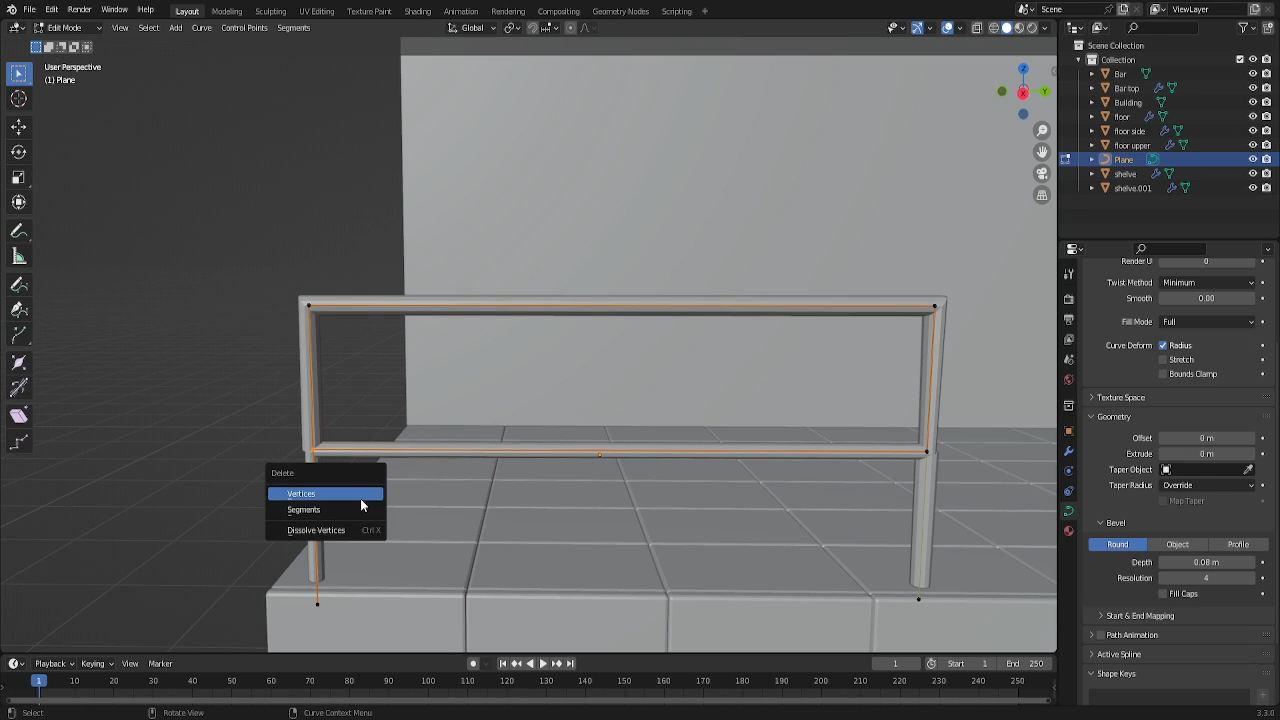 File Edit Render Window Help Layout Modelling Sculpting UV Editing Texture Paint Shading Animation Rendering Compositing Geometry Nodes Scripting + Scene ViewLayer
Edit Mode View Select Add Curve Control Points Segments Global
User Perspective
(1) Plane
Z
Y
X
Scene Collection
Collection
Bar
Bar top
Building
floor
floor side
floor upper
Plane
shelve
shelve.001
Render U 0
Twist Method Minimum
Smooth 0.00
Fill Mode Full
Curve Deform Radius
Stretch
Bounds Clamp
Texture Space
Geometry
Offset 0 m
Extrude 0 m
Taper Object
Taper Radius Override
Map Taper
Bevel
Round Object Profile
Depth 0.08 m
Resolution 4
Fill Caps
Start & End Mapping
Path Animation
Active Spline
Shape Keys
Delete
Vertices
Segments
Dissolve Vertices Ctrl X
Playback Keying View Marker 1 Start 1 End 250
1 10 20 30 40 50 60 70 80 90 100 110 120 130 140 150 160 170 180 190 200 210 220 230 240 250
Select Rotate View Curve Context Menu 3.3.0